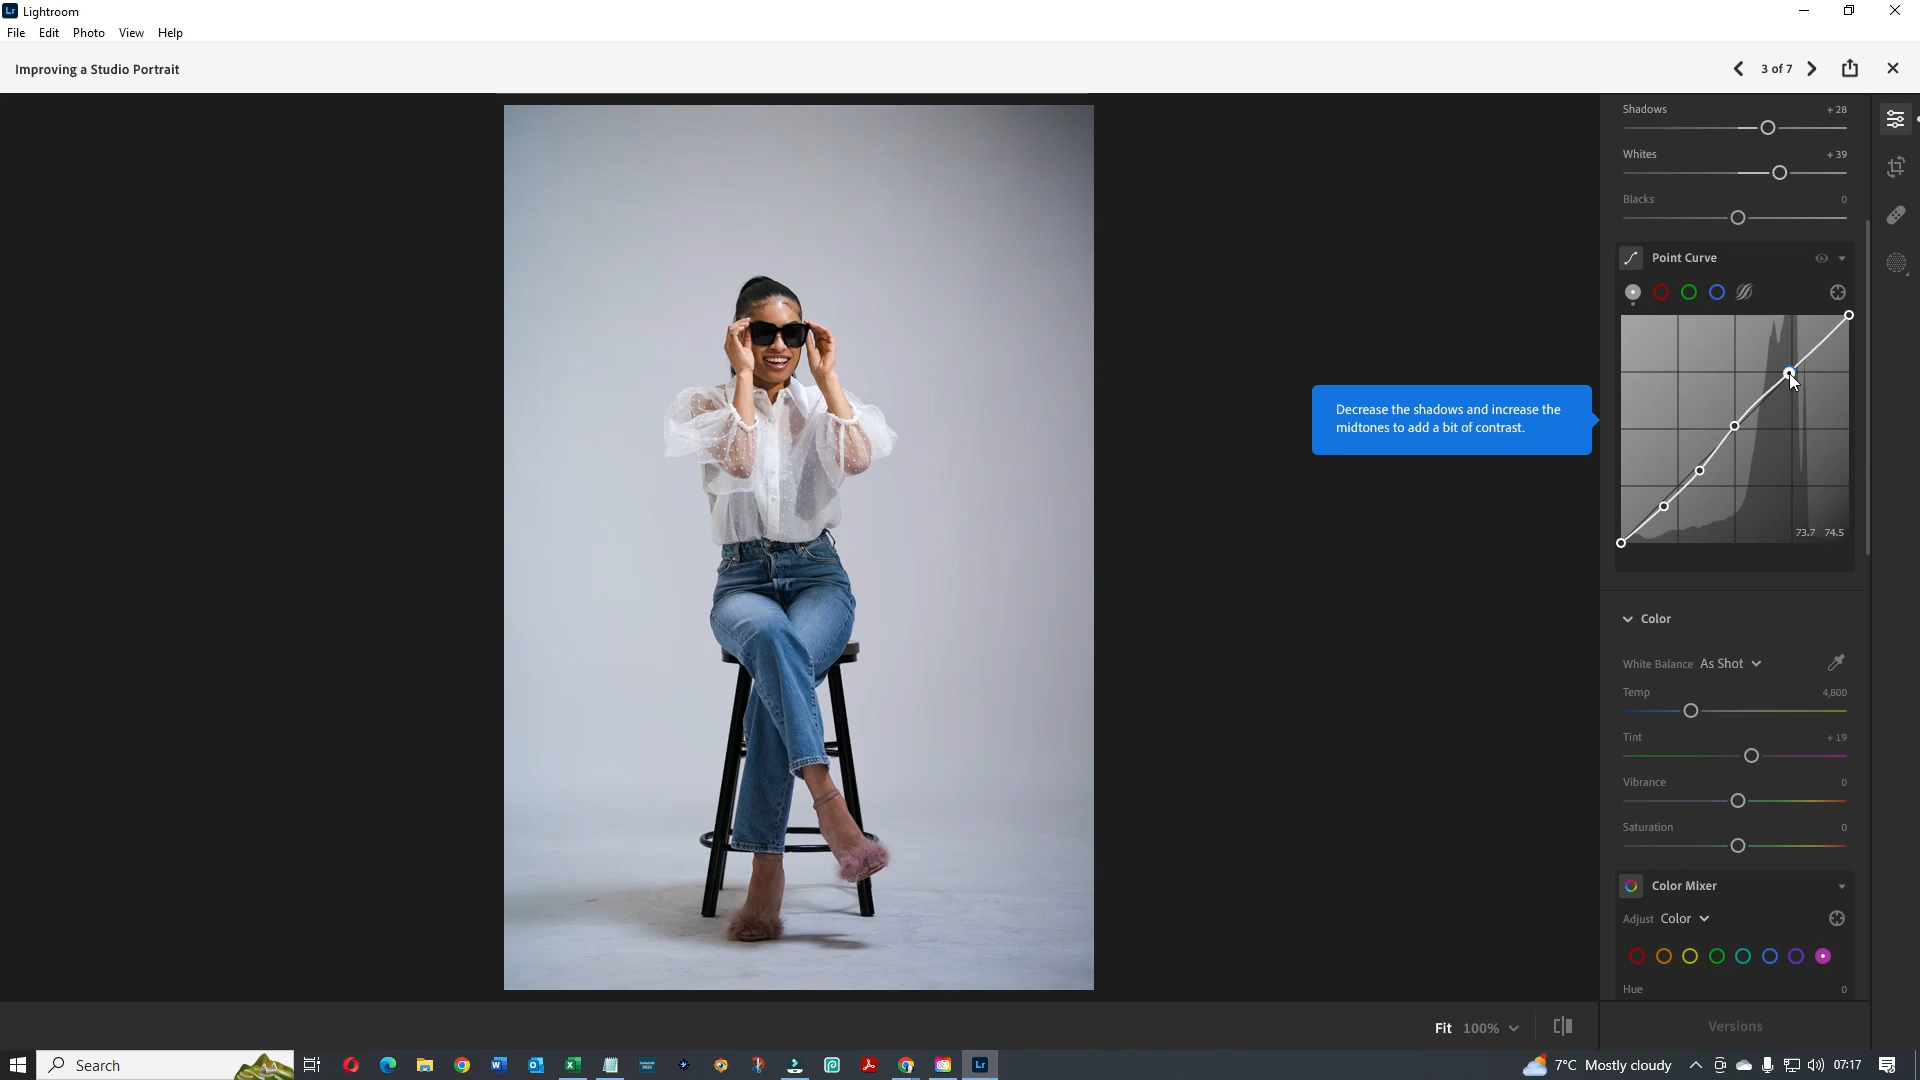 Lr Lightroom
File Edit Photo View Help
Improving a Studio Portrait
3 of 7
Shadows +28
Whites +39
Blacks 0
Point Curve
Decrease the shadows and increase the
midtones to add a bit of contrast.
73.7 74.5
Color
White Balance As Shot
Temp 4,800
Tint +19
Vibrance 0
Saturation 0
Color Mixer
Adjust Color
Hue 0
Fit 100%
Versions
Search
Lr
7°C Mostly cloudy 07:17